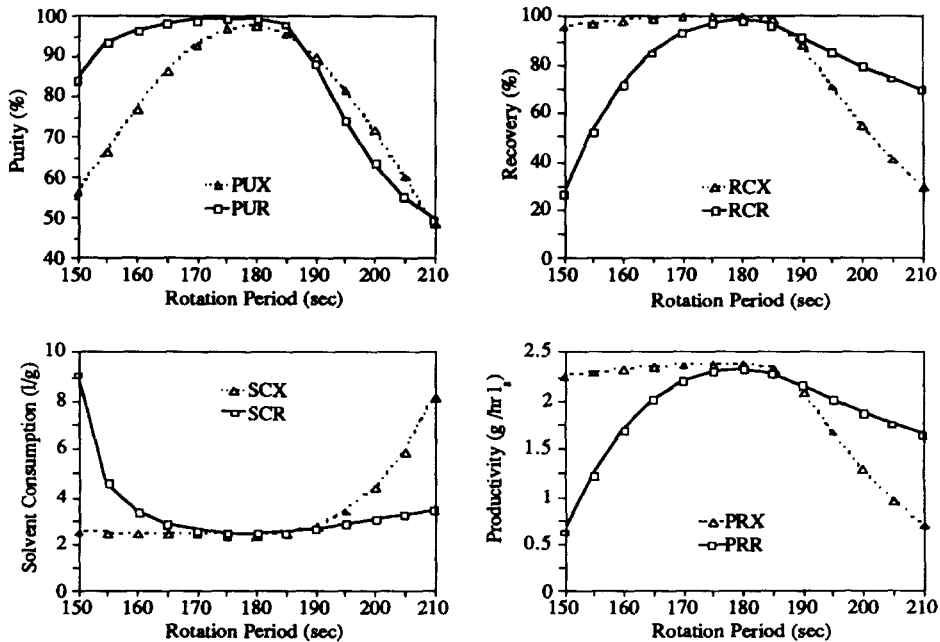 100
90
80
70
60
50
40
Purity (%)
PUX
PUR
150 160 170 180 190 200 210
Rotation Period (sec)
100
80
60
40
20
0
Recovery (%)
RCX
RCR
150 160 170 180 190 200 210
Rotation Period (sec)
10
8
6
4
2
0
Solvent Consumption (l/g)
SCX
SCR
150 160 170 180 190 200 210
Rotation Period (sec)
2.5
2
1.5
1
0.5
0
Productivity (g /hr l)s
PRX
PRR
150 160 170 180 190 200 210
Rotation Period (sec)